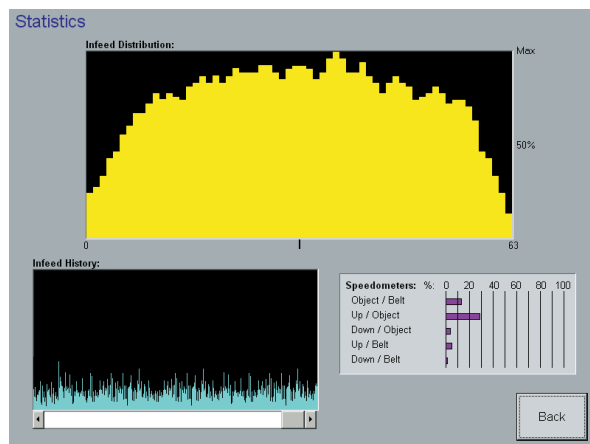 Statistics
Infeed Distribution:
Max
50%
0 63
Infeed History:
Speedometers: %: 0 20 40 60 80 100
Object / Belt
Up / Object
Down / Object
Up / Belt
Down / Belt
Back